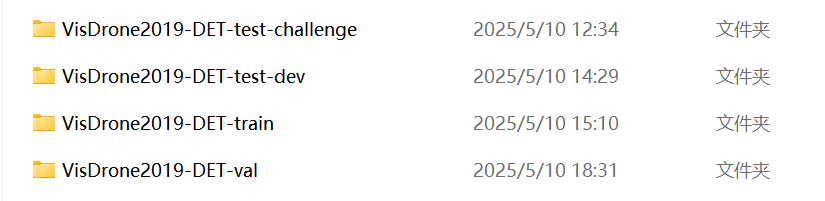 VisDrone2019-DET-test-challenge 2025/5/10 12:34 文件夹
VisDrone2019-DET-test-dev 2025/5/10 14:29 文件夹
VisDrone2019-DET-train 2025/5/10 15:10 文件夹
VisDrone2019-DET-val 2025/5/10 18:31 文件夹